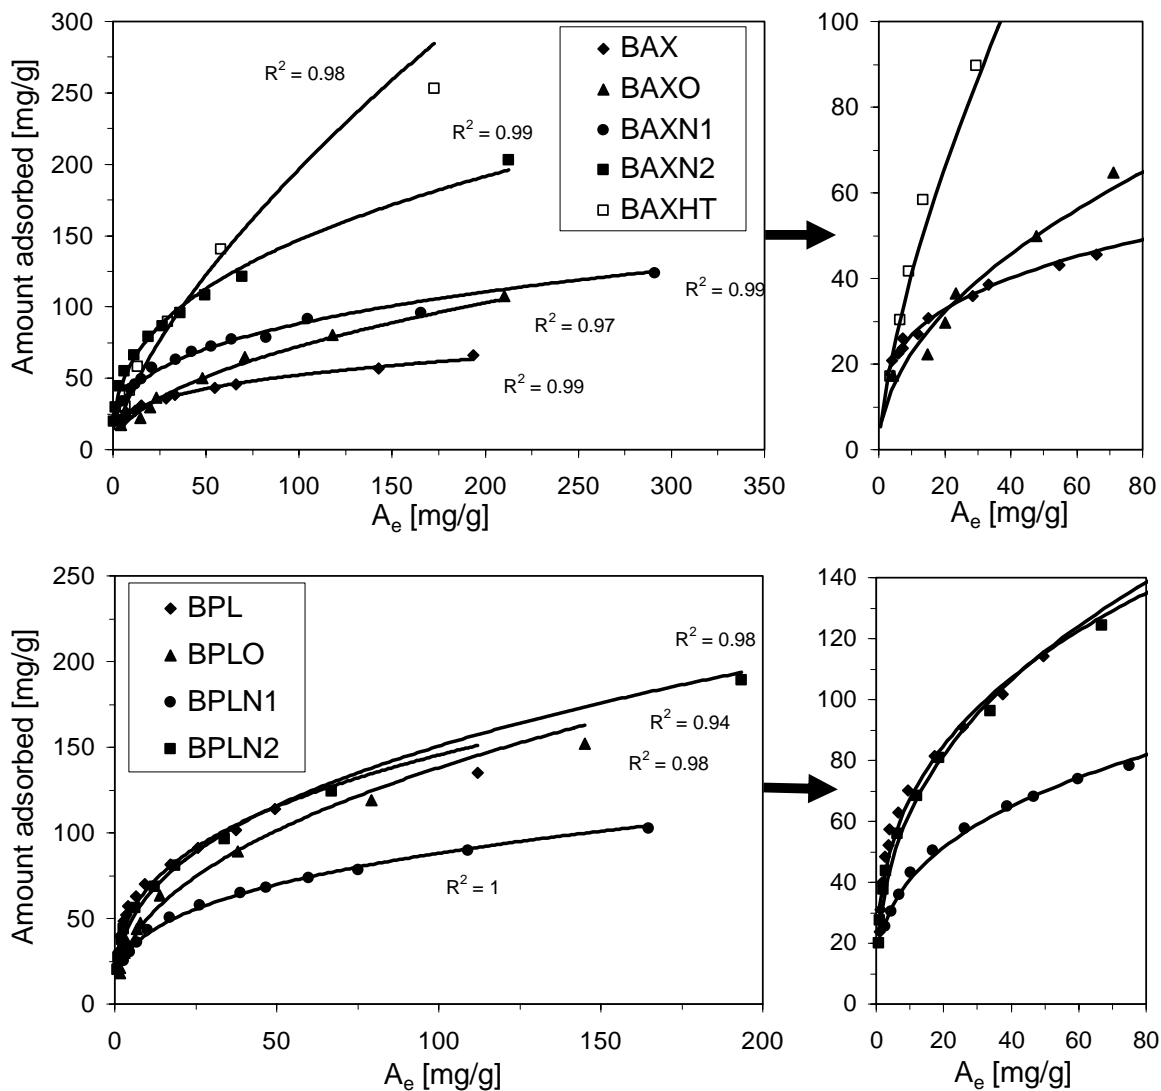 Amount adsorbed [mg/g]
300
250
200
150
100
50
0
0 50 100 150 200 250 300 350
A_e [mg/g]
BAX
BAXO
BAXN1
BAXN2
BAXHT
R² = 0.98
R² = 0.99
R² = 0.99
R² = 0.97
R² = 0.99
100
80
60
40
20
0
0 20 40 60 80
A_e [mg/g]
Amount adsorbed [mg/g]
250
200
150
100
50
0
0 50 100 150 200
A_e [mg/g]
BPL
BPLO
BPLN1
BPLN2
R² = 0.98
R² = 0.94
R² = 0.98
R² = 1
140
120
100
80
60
40
20
0
0 20 40 60 80
A_e [mg/g]